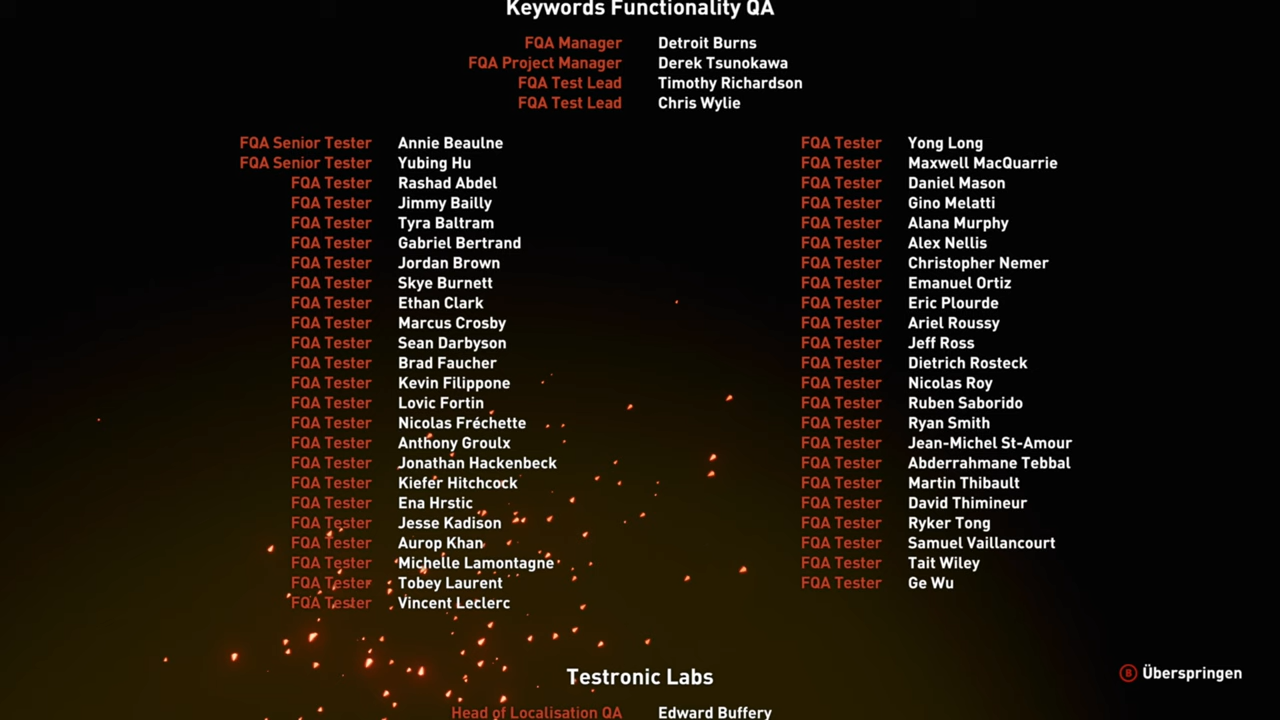 Keywords Functionality QA
FQA Manager Detroit Burns
FQA Project Manager Derek Tsunokawa
FQA Test Lead Timothy Richardson
FQA Test Lead Chris Wylie
FQA Senior Tester Annie Beaulne
FQA Senior Tester Yubing Hu
FQA Tester Rashad Abdel
FQA Tester Jimmy Bailly
FQA Tester Tyra Baltram
FQA Tester Gabriel Bertrand
FQA Tester Jordan Brown
FQA Tester Skye Burnett
FQA Tester Ethan Clark
FQA Tester Marcus Crosby
FQA Tester Sean Darbyson
FQA Tester Brad Faucher
FQA Tester Kevin Filippone
FQA Tester Lovic Fortin
FQA Tester Nicolas Fréchette
FQA Tester Anthony Groulx
FQA Tester Jonathan Hackenbeck
FQA Tester Kiefer Hitchcock
FQA Tester Ena Hrstic
FQA Tester Jesse Kadison
FQA Tester Aurop Khan
FQA Tester Michelle Lamontagne
FQA Tester Tobey Laurent
FQA Tester Vincent Leclerc
FQA Tester Yong Long
FQA Tester Maxwell MacQuarrie
FQA Tester Daniel Mason
FQA Tester Gino Melatti
FQA Tester Alana Murphy
FQA Tester Alex Nellis
FQA Tester Christopher Nemer
FQA Tester Emanuel Ortiz
FQA Tester Eric Plourde
FQA Tester Ariel Roussy
FQA Tester Jeff Ross
FQA Tester Dietrich Rosteck
FQA Tester Nicolas Roy
FQA Tester Ruben Saborido
FQA Tester Ryan Smith
FQA Tester Jean-Michel St-Amour
FQA Tester Abderrahmane Tebbal
FQA Tester Martin Thibault
FQA Tester David Thimineur
FQA Tester Ryker Tong
FQA Tester Samuel Vaillancourt
FQA Tester Tait Wiley
FQA Tester Ge Wu
Testronic Labs
Head of Localisation QA Edward Buffery
B Überspringen